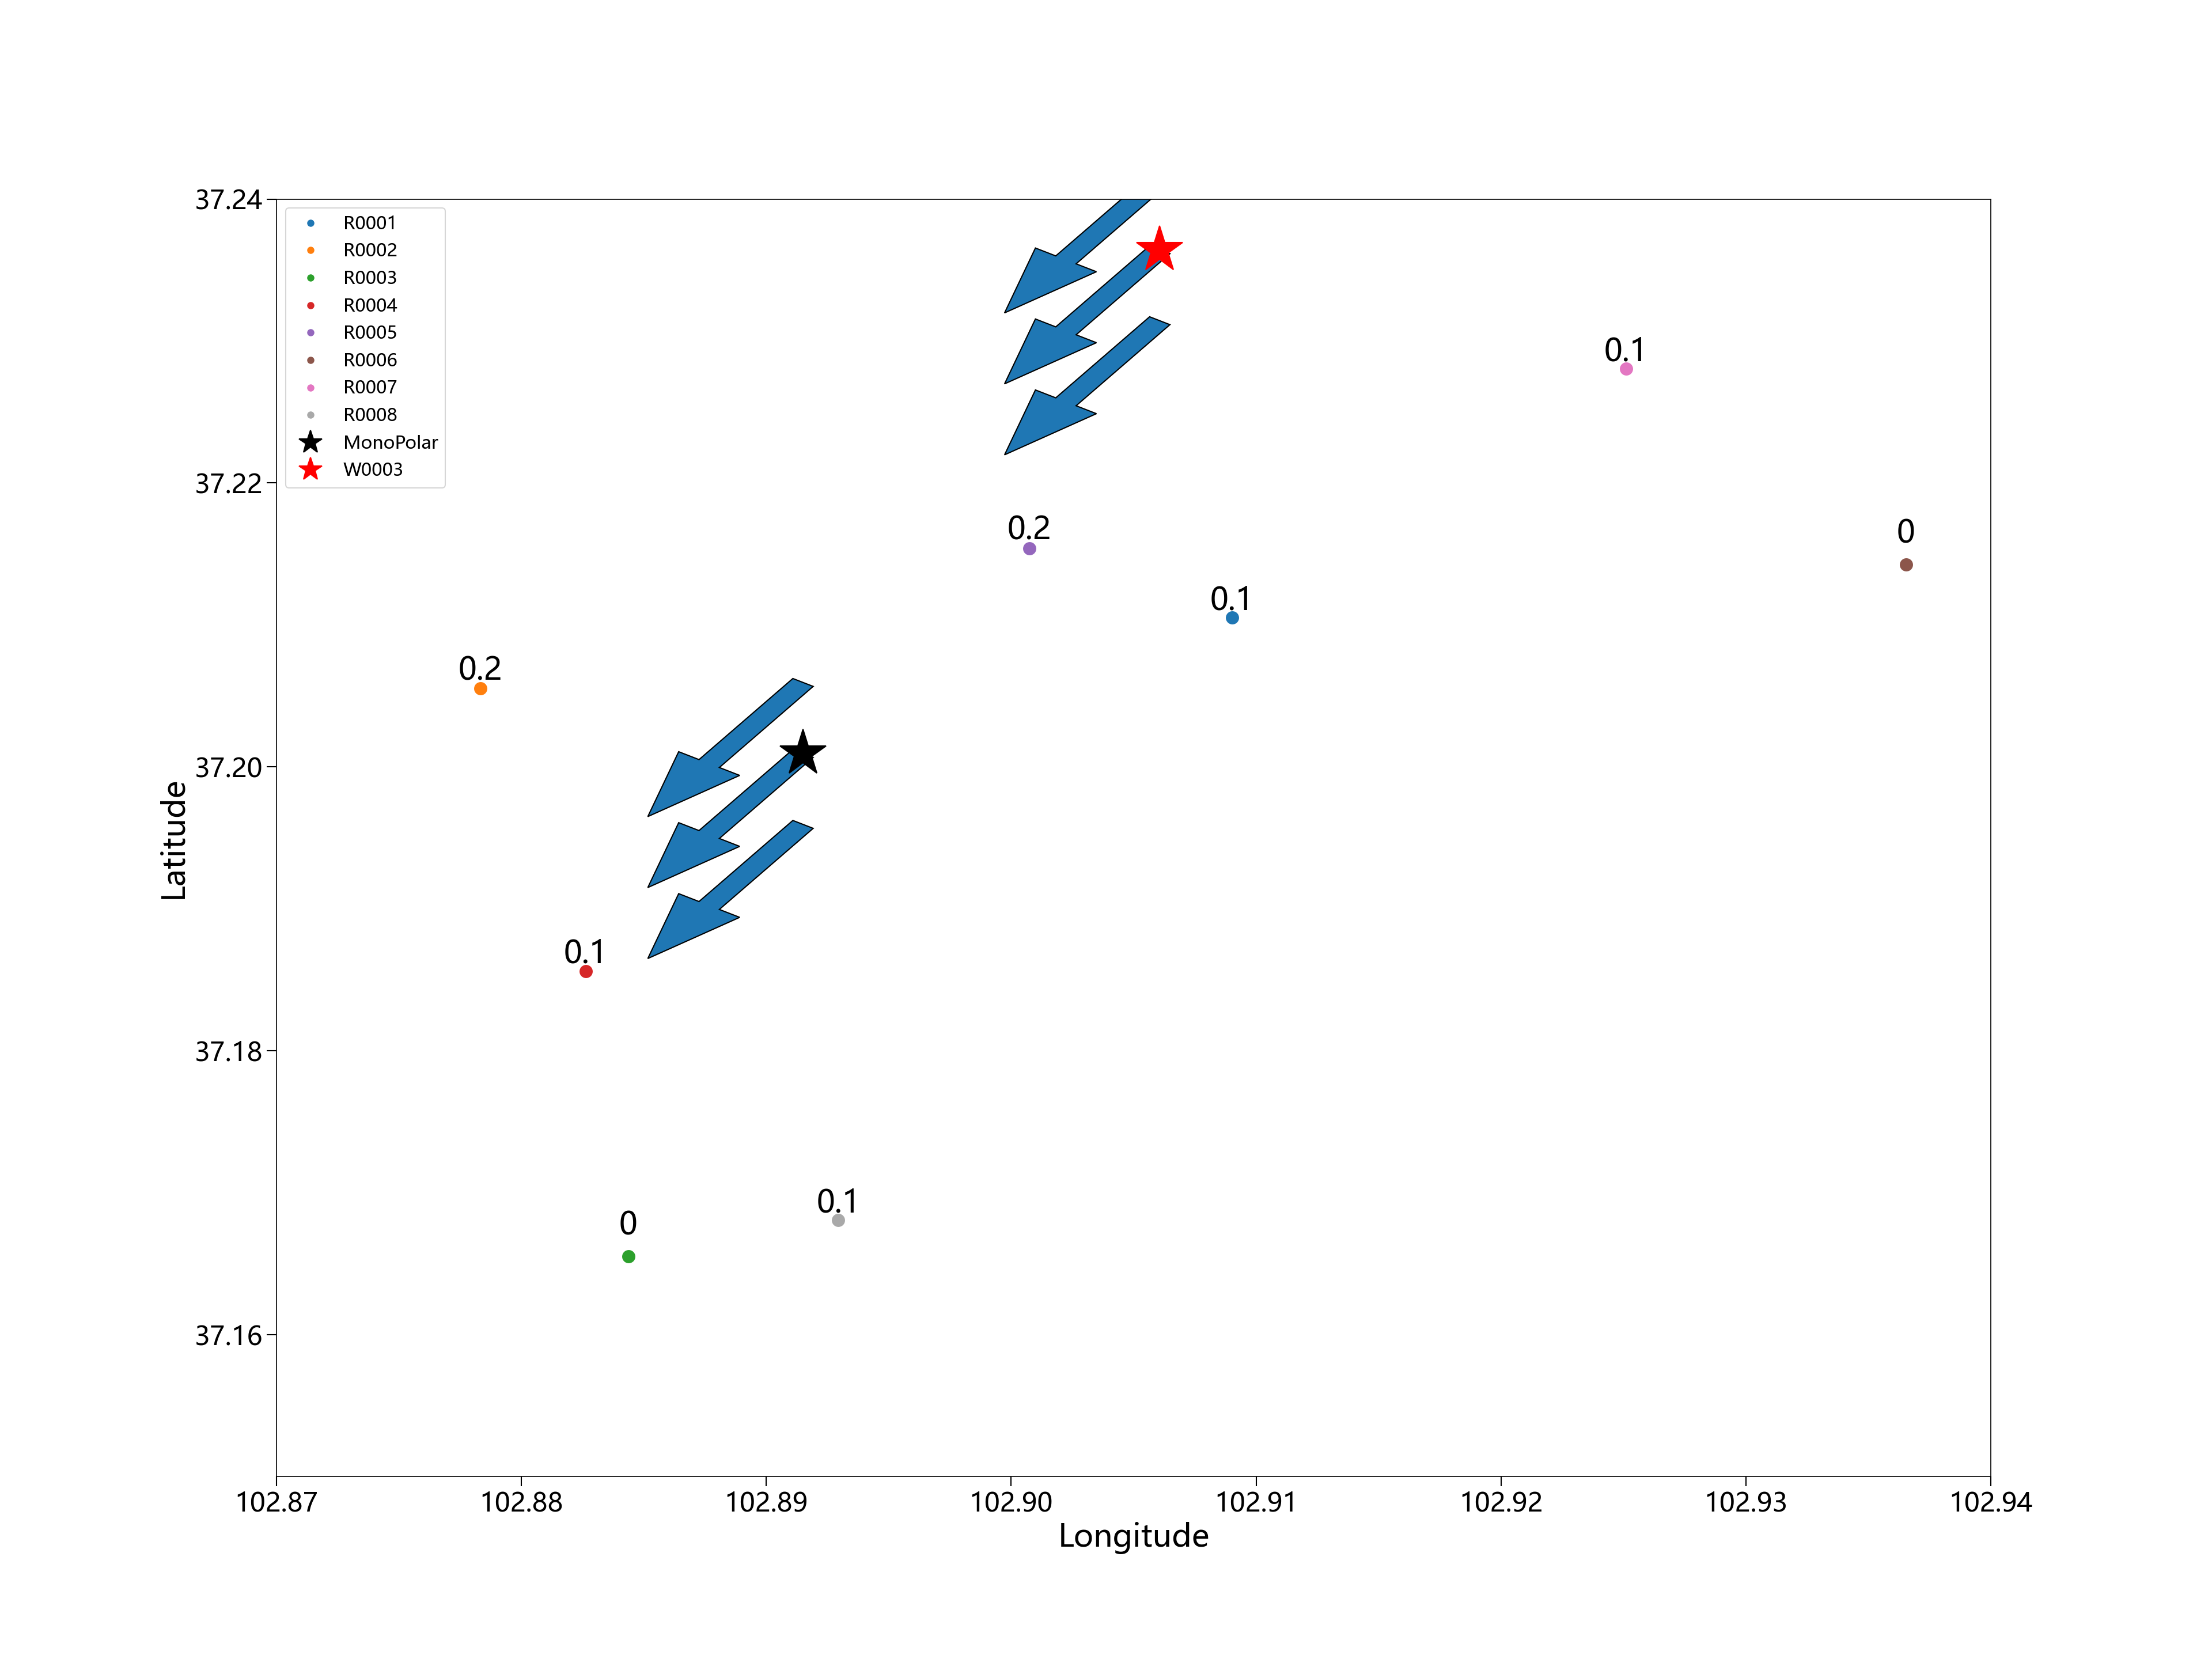 37.24
37.22
37.20
37.18
37.16
Latitude
R0001
R0002
R0003
R0004
R0005
R0006
R0007
R0008
MonoPolar
W0003
0.1
0.2
0
0.1
0.2
0.1
0.1
0
102.87 102.88 102.89 102.90 102.91 102.92 102.93 102.94
Longitude